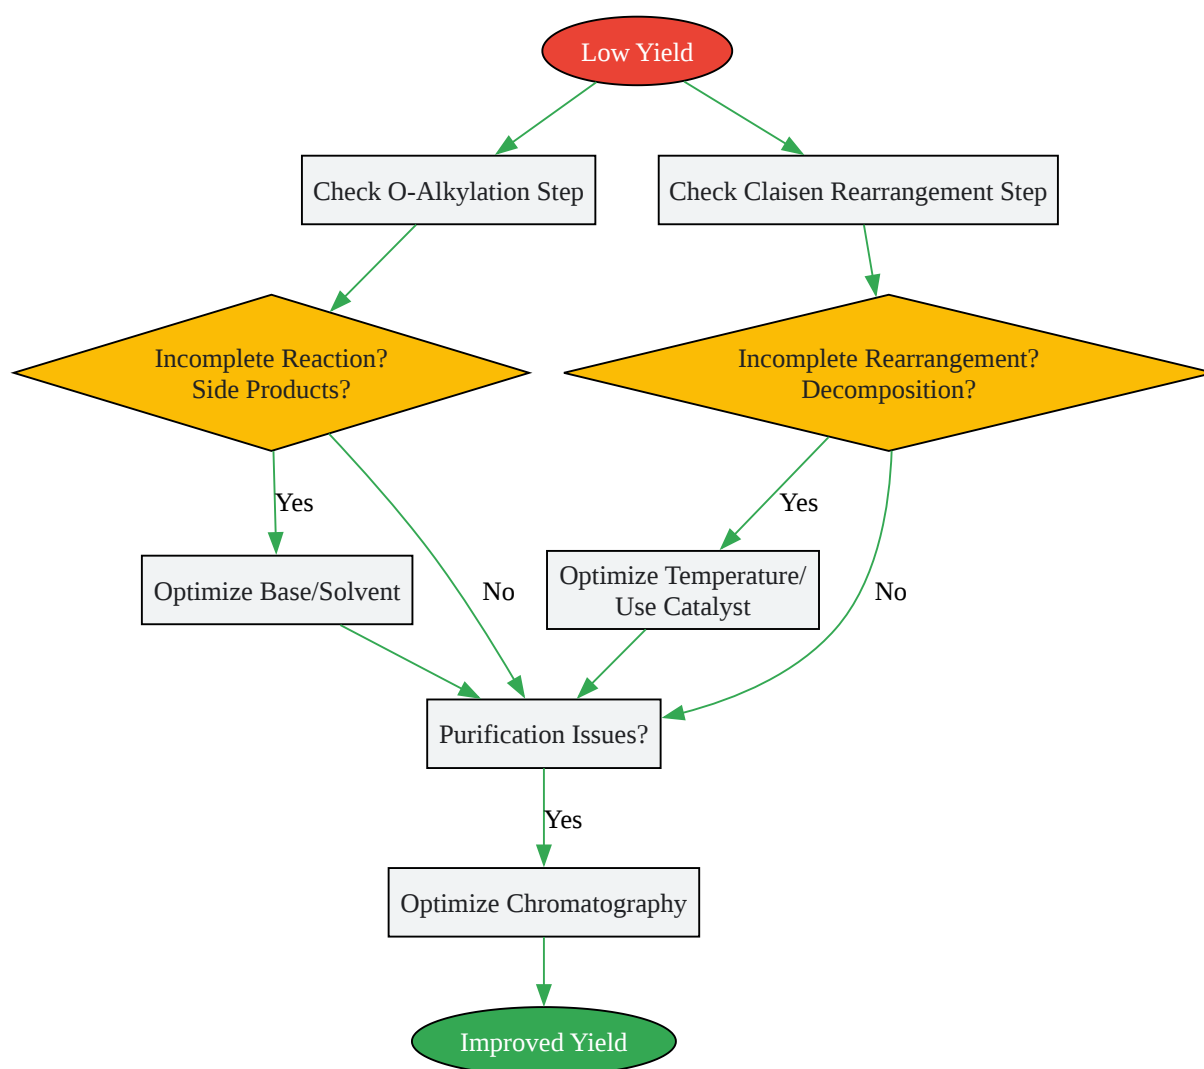 Low Yield
Check O-Alkylation Step
Check Claisen Rearrangement Step
Incomplete Reaction?
Side Products?
Incomplete Rearrangement?
Decomposition?
Yes
Yes
Optimize Base/Solvent
No
Optimize Temperature/
Use Catalyst
No
Purification Issues?
Yes
Optimize Chromatography
Improved Yield